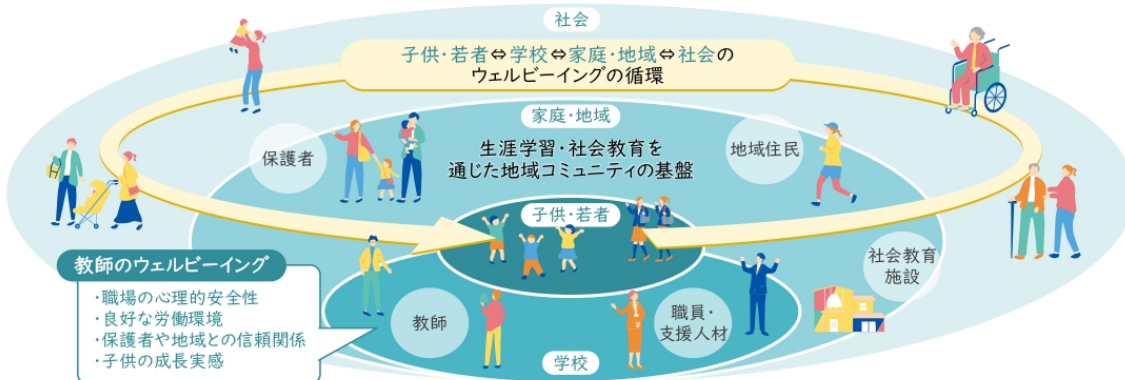 社会
子供・若者⇔学校⇔家庭・地域⇔社会の
ウェルビーイングの循環
家庭・地域
保護者
生涯学習・社会教育を
通じた地域コミュニティの基盤
地域住民
子供・若者
教師のウェルビーイング
・職場の心理的安全性
・良好な労働環境
・保護者や地域との信頼関係
・子供の成長実感
社会教育
施設
教師
職員・
支援人材
学校